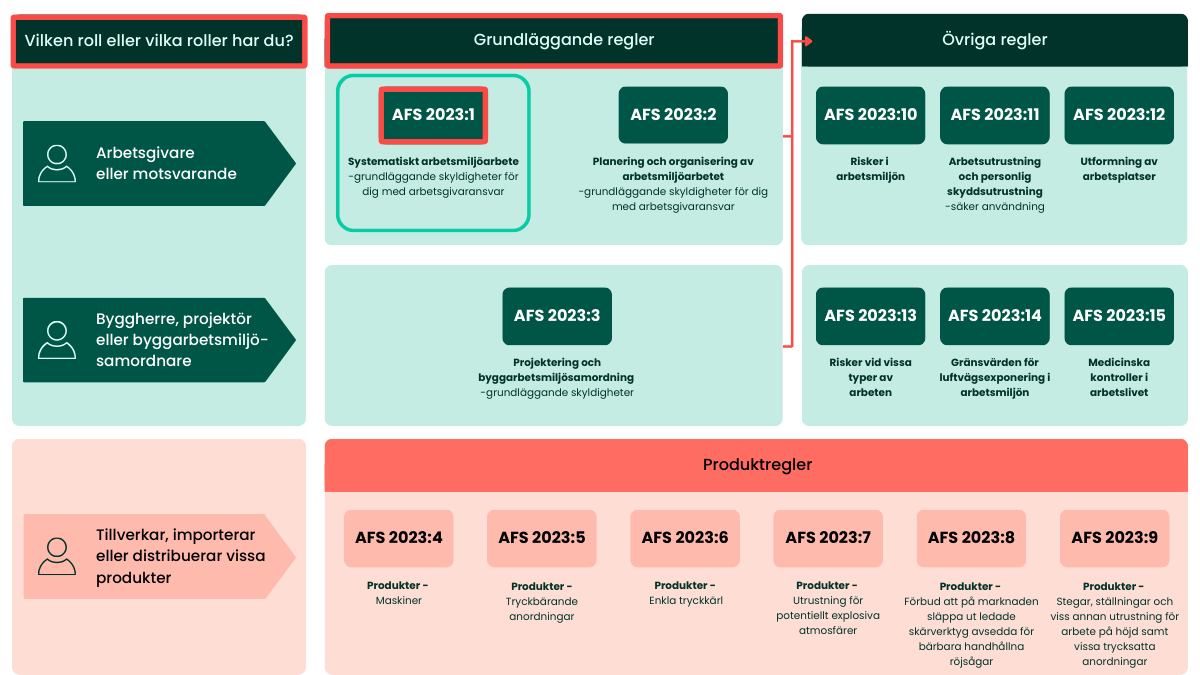 Vilken roll eller vilka roller har du?
Arbetsgivare
eller motsvarande
Byggherre, projektör
eller byggarbetsmiljö-
samordnare
Grundläggande regler
AFS 2023:1
Systematiskt arbetsmiljöarbete
-grundläggande skyldigheter för
dig med arbetsgivaransvar
AFS 2023:2
Planering och organisering av
arbetsmiljöarbetet
-grundläggande skyldigheter för dig
med arbetsgivaransvar
AFS 2023:3
Projektering och
byggarbetsmiljösamordning
-grundläggande skyldigheter
Övriga regler
AFS 2023:10
Risker i
arbetsmiljön
AFS 2023:11
Arbetsutrustning
och personlig
skyddsutrustning
-säker användning
AFS 2023:12
Utformning av
arbetsplatser
AFS 2023:13
Risker vid vissa
typer av
arbeten
AFS 2023:14
Gränsvärden för
luftvägsexponering i
arbetsmiljön
AFS 2023:15
Medicinska
kontroller i
arbetslivet
Tillverkar, importerar
eller distribuerar vissa
produkter
Produktregler
AFS 2023:4
Produkter -
Maskiner
AFS 2023:5
Produkter -
Tryckbärande
anordningar
AFS 2023:6
Produkter -
Enkla tryckkärl
AFS 2023:7
Produkter -
Utrustning för
potentiellt explosiva
atmosfärer
AFS 2023:8
Produkter -
Förbud att på marknaden
släppa ut ledade
skärverktyg avsedda för
bärbara handhållna
röjsågar
AFS 2023:9
Produkter -
Stegar, ställningar och
viss annan utrustning för
arbete på höjd samt
vissa trycksatta
anordningar